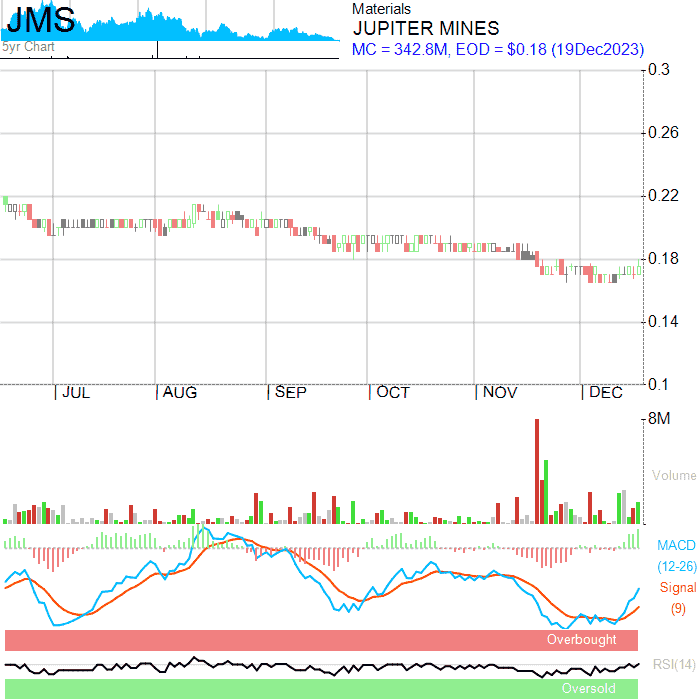 JMS
5yr Chart
Materials
JUPITER MINES
MC = 342.8M, EOD = $0.18 (19Dec2023)
0.3
0.26
0.22
0.18
0.14
0.1
JUL AUG SEP OCT NOV DEC
8M
Volume
MACD
(12-26)
Signal
(9)
Overbought
RSI(14)
Oversold